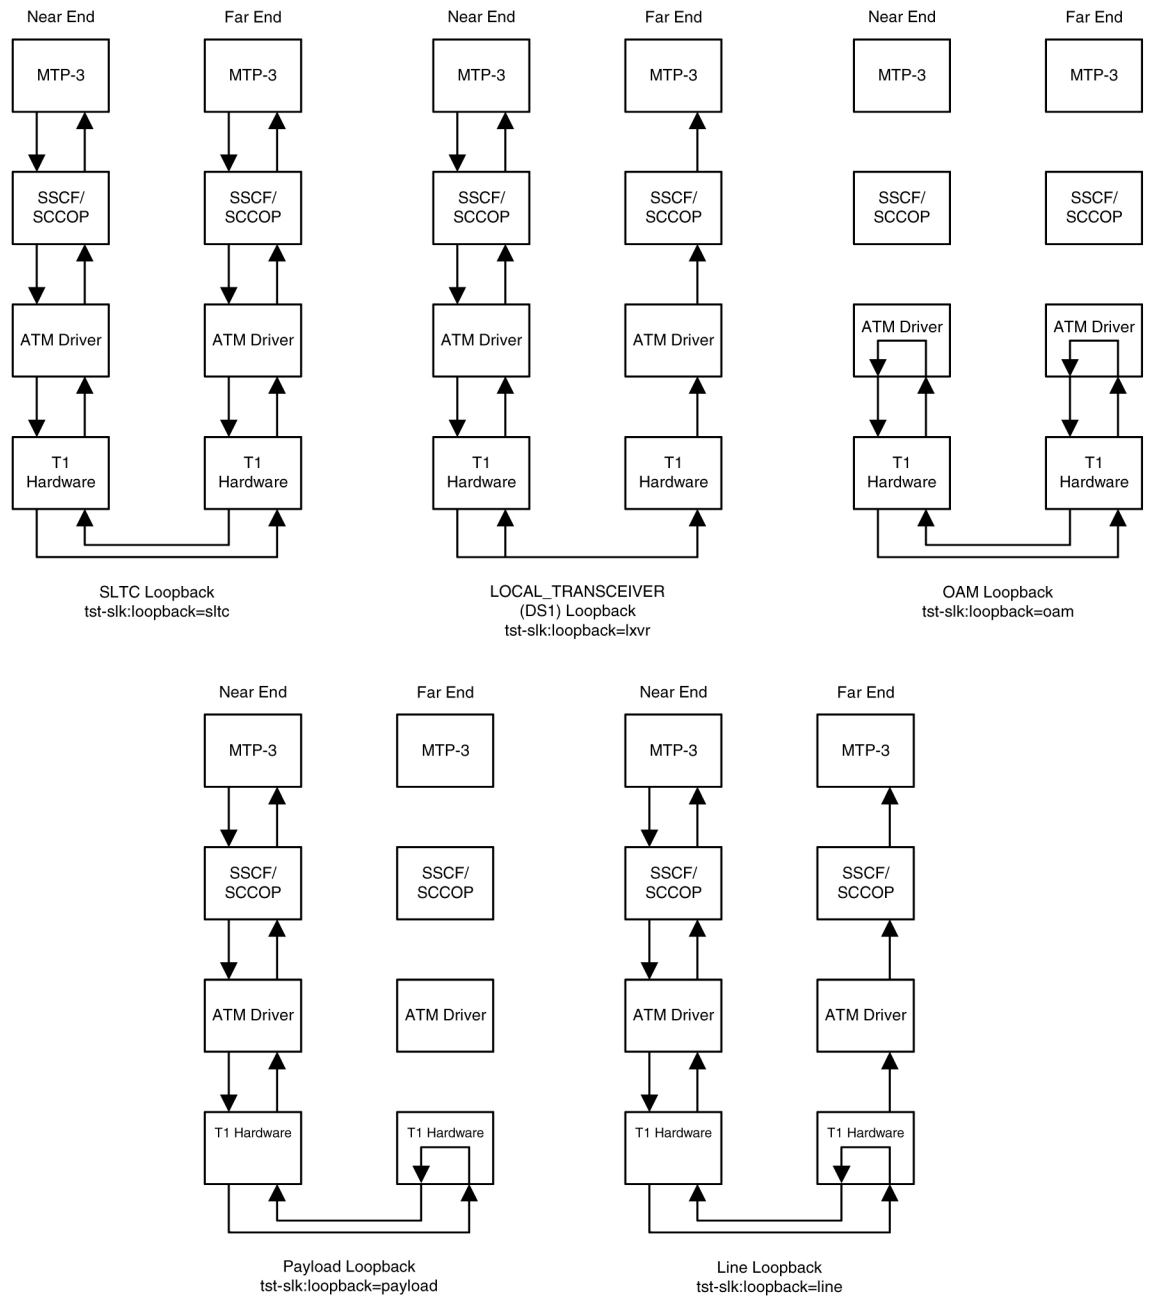 Near End
Far End
Near End
Far End
Near End
Far End
MTP-3
MTP-3
MTP-3
MTP-3
MTP-3
MTP-3
SSCF/
SCCOP
SSCF/
SCCOP
SSCF/
SCCOP
SSCF/
SCCOP
SSCF/
SCCOP
SSCF/
SCCOP
ATM Driver
ATM Driver
ATM Driver
ATM Driver
ATM Driver
ATM Driver
T1
Hardware
T1
Hardware
T1
Hardware
T1
Hardware
T1
Hardware
T1
Hardware
SLTC Loopback
tst-slk:loopback=sltc
LOCAL_TRANSCEIVER
(DS1) Loopback
tst-slk:loopback=lxvr
OAM Loopback
tst-slk:loopback=oam
Near End
Far End
Near End
Far End
MTP-3
MTP-3
MTP-3
MTP-3
SSCF/
SCCOP
SSCF/
SCCOP
SSCF/
SCCOP
SSCF/
SCCOP
ATM Driver
ATM Driver
ATM Driver
ATM Driver
T1 Hardware
T1 Hardware
T1 Hardware
T1 Hardware
Payload Loopback
tst-slk:loopback=payload
Line Loopback
tst-slk:loopback=line